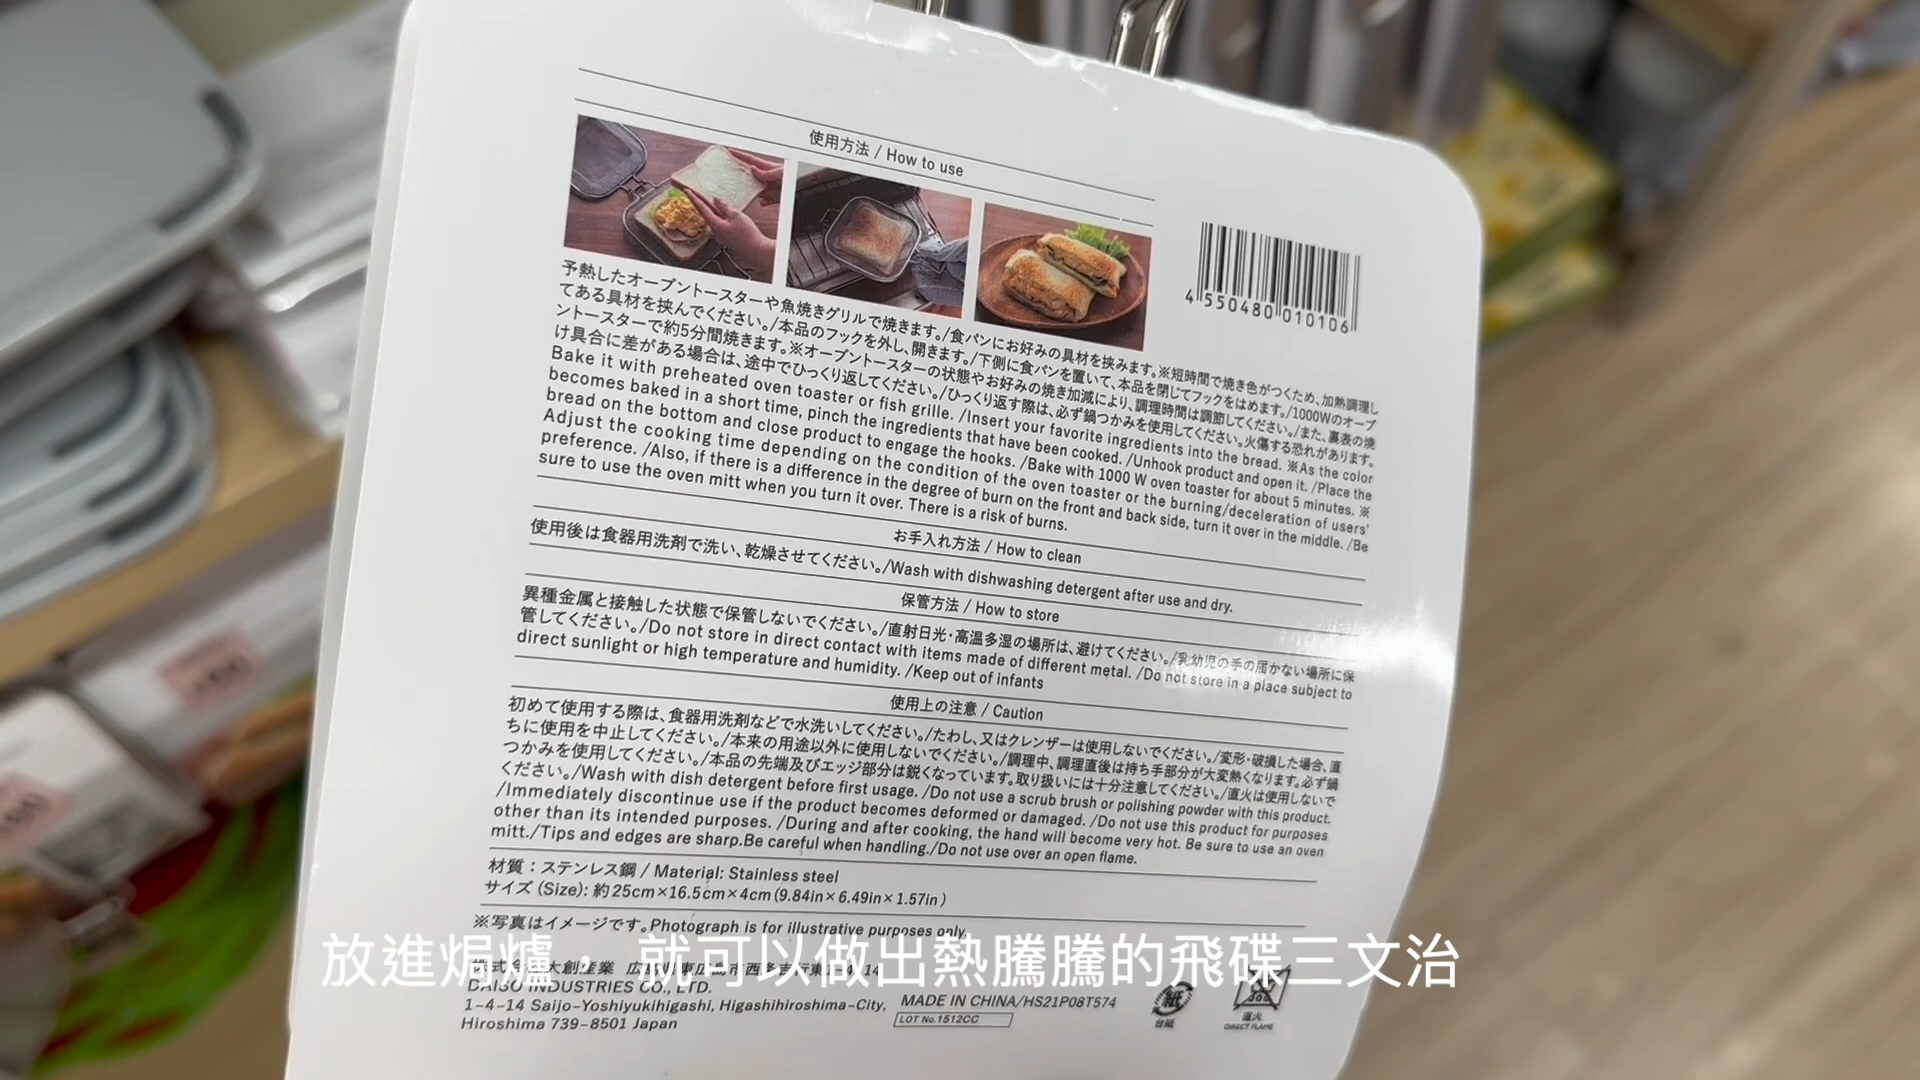 使用方法 / How to use
4 550480 010106
予熱したオーブントースターや魚焼きグリルで焼きます。/食パンにお好みの具材を挟みます。※短時間で焼き色がつくため、加熱調理し
てある具材を挟んでください。/本品のフックを外し、開きます。/下側に食パンを置いて、本品を閉じてフックをはめます。/1000Wのオーブ
ントースターで約5分間焼きます。※オーブントースターの状態やお好みの焼き加減により、調理時間は調節してください。/また、裏表の焼
け具合に差がある場合は、途中でひっくり返してください。/ひっくり返す際は、必ず鍋つかみを使用してください。火傷する恐れがあります。
Bake it with preheated oven toaster or fish grille. /Insert your favorite ingredients into the bread. ※As the color
becomes baked in a short time, pinch the ingredients that have been cooked. /Unhook product and open it. /Place the
bread on the bottom and close product to engage the hooks. /Bake with 1000 W oven toaster for about 5 minutes. ※
Adjust the cooking time depending on the condition of the oven toaster or the burning/deceleration of users'
preference. /Also, if there is a difference in the degree of burn on the front and back side, turn it over in the middle. /Be
sure to use the oven mitt when you turn it over. There is a risk of burns.
お手入れ方法 / How to clean
使用後は食器用洗剤で洗い、乾燥させてください。/Wash with dishwashing detergent after use and dry.
保管方法 / How to store
異種金属と接触した状態で保管しないでください。/直射日光・高温多湿の場所は、避けてください。/乳幼児の手の届かない場所に保
管してください。/Do not store in direct contact with items made of different metal. /Do not store in a place subject to
direct sunlight or high temperature and humidity. /Keep out of infants
使用上の注意 / Caution
初めて使用する際は、食器用洗剤などで水洗いしてください。/たわし、又はクレンザーは使用しないでください。/変形・破損した場合、直
ちに使用を中止してください。/本来の用途以外に使用しないでください。/調理中、調理直後は持ち手部分が大変熱くなります。必ず鍋
つかみを使用してください。/本品の先端及びエッジ部分は鋭くなっています。取り扱いには十分注意してください。/直火は使用しないで
ください。/Wash with dish detergent before first usage. /Do not use a scrub brush or polishing powder with this product.
/Immediately discontinue use if the product becomes deformed or damaged. /Do not use this product for purposes
other than its intended purposes. /During and after cooking, the hand will become very hot. Be sure to use an oven
mitt./Tips and edges are sharp.Be careful when handling./Do not use over an open flame.
材質：ステンレス鋼 / Material: Stainless steel
サイズ (Size): 約25cm×16.5cm×4cm(9.84in×6.49in×1.57in)
※写真はイメージです。Photograph is for illustrative purposes only.
放進焗爐， 就可以做出熱騰騰的飛碟三文治
大創産業
DAISO INDUSTRIES CO., LTD.
1-4-14 Saijo-Yoshiyukihigashi, Higashihiroshima-City,
Hiroshima 739-8501 Japan
MADE IN CHINA/HS21P08T574
LOT No.1512CC
紙
台紙
直火
DIRECT FLAME